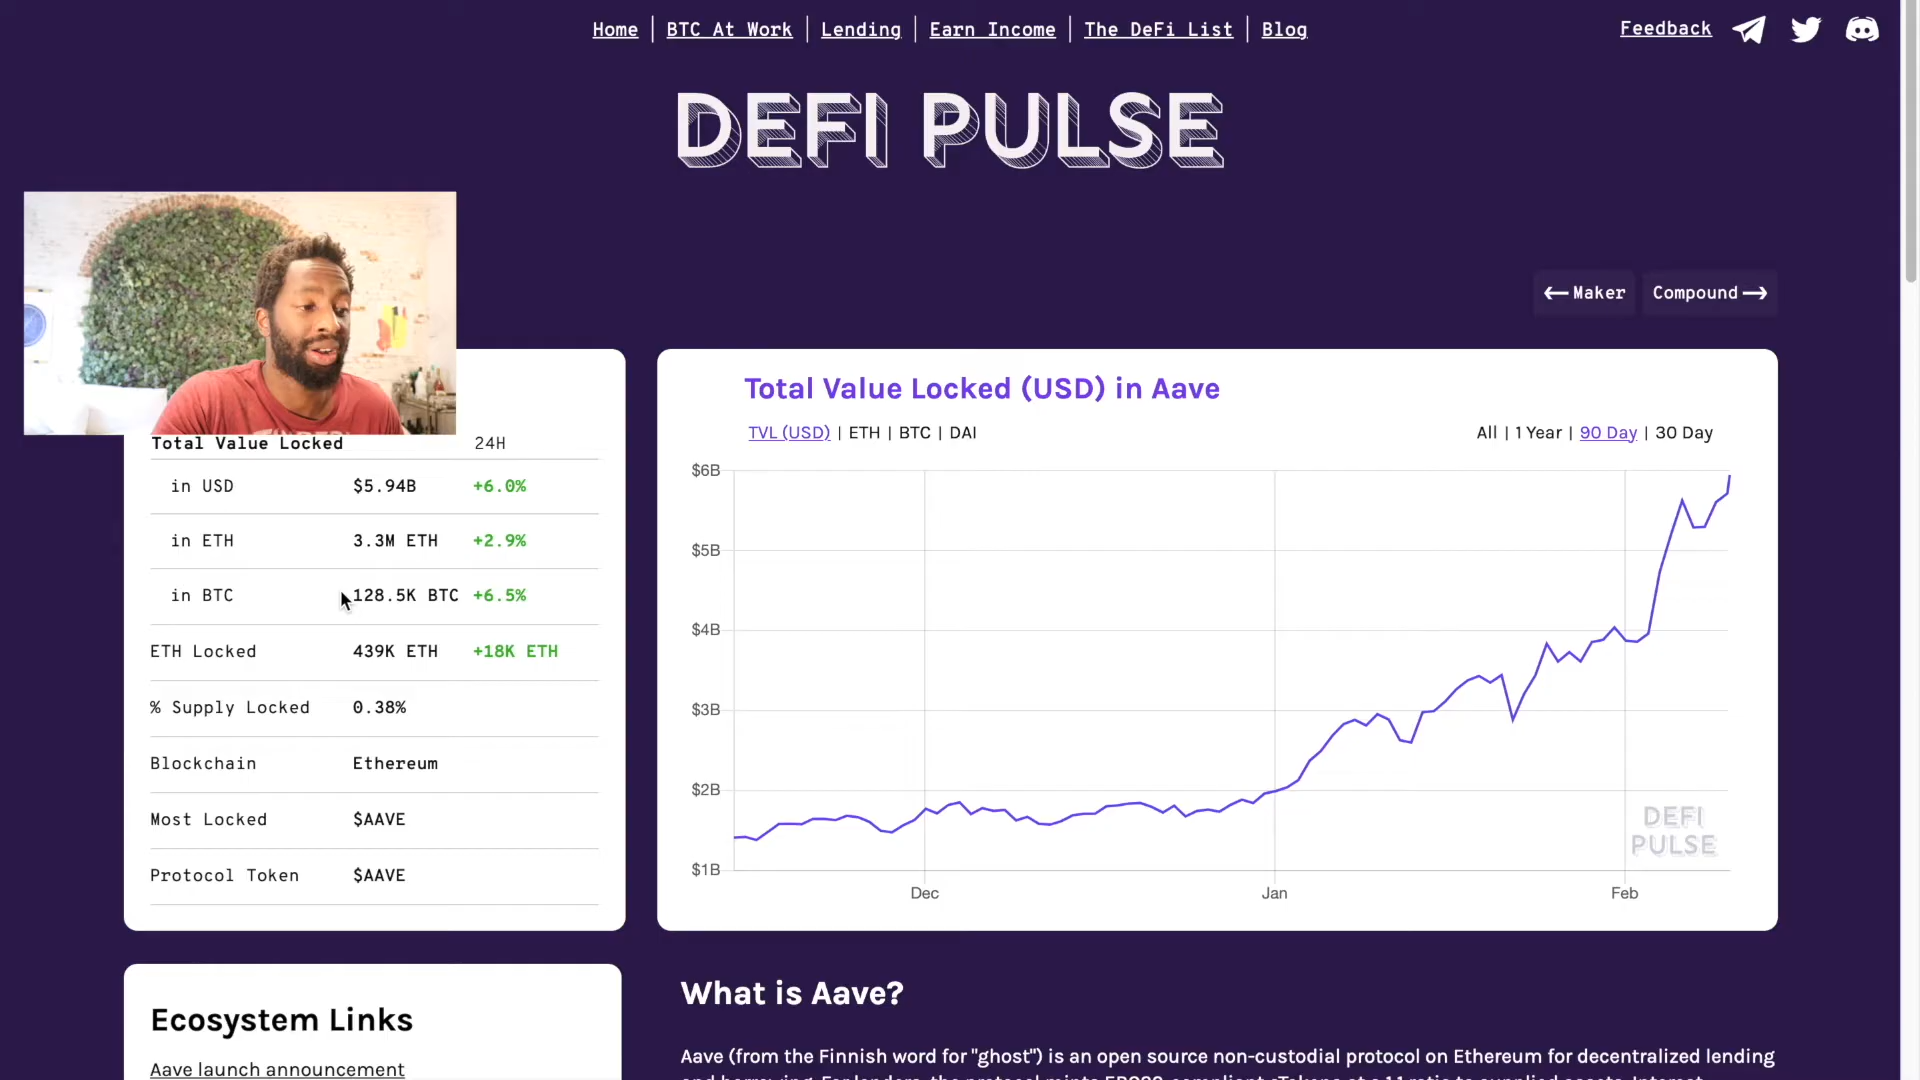 Home | BTC At Work | Lending | Earn Income | The DeFi List | Blog
Feedback
DEFI PULSE
Maker
Compound
Total Value Locked 24H
in USD $5.94B +6.0%
in ETH 3.3M ETH +2.9%
in BTC 128.5K BTC +6.5%
ETH Locked 439K ETH +18K ETH
% Supply Locked 0.38%
Blockchain Ethereum
Most Locked $AAVE
Protocol Token $AAVE
Total Value Locked (USD) in Aave
TVL (USD) | ETH | BTC | DAI
All | 1 Year | 90 Day | 30 Day
$6B
$5B
$4B
$3B
$2B
$1B
Dec Jan Feb
DEFI
PULSE
Ecosystem Links
Aave launch announcement
What is Aave?
Aave (from the Finnish word for "ghost") is an open source non-custodial protocol on Ethereum for decentralized lending